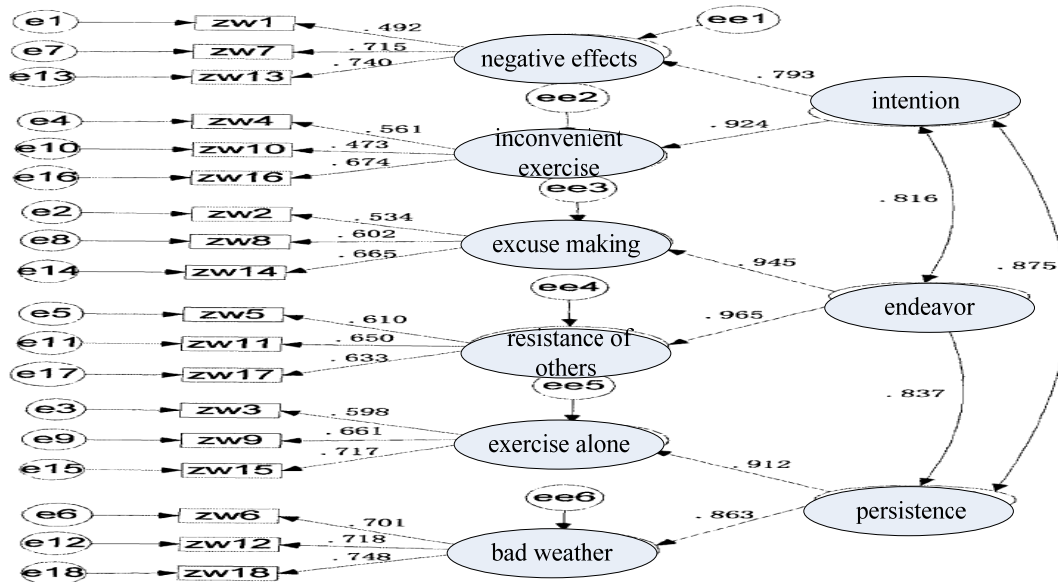 e1 zw1 .492 ee1
e7 zw7 .715 negative effects
e13 zw13 .740
.793
ee2 intention
e4 zw4 .561 .924
e10 zw10 .473 inconvenient
exercise
e16 zw16 .674
ee3
e2 zw2 .534 .816
e8 zw8 .602 excuse making
e14 zw14 .665 .945 .875
ee4
e5 zw5 .610 endeavor
e11 zw11 .650 .965
resistance of
others
e17 zw17 .633
ee5 .837
e3 zw3 .598
e9 zw9 .661 exercise alone
e15 zw15 .717 .912
ee6
e6 zw6 .701 .863 persistence
e12 zw12 .718 bad weather
e18 zw18 .748